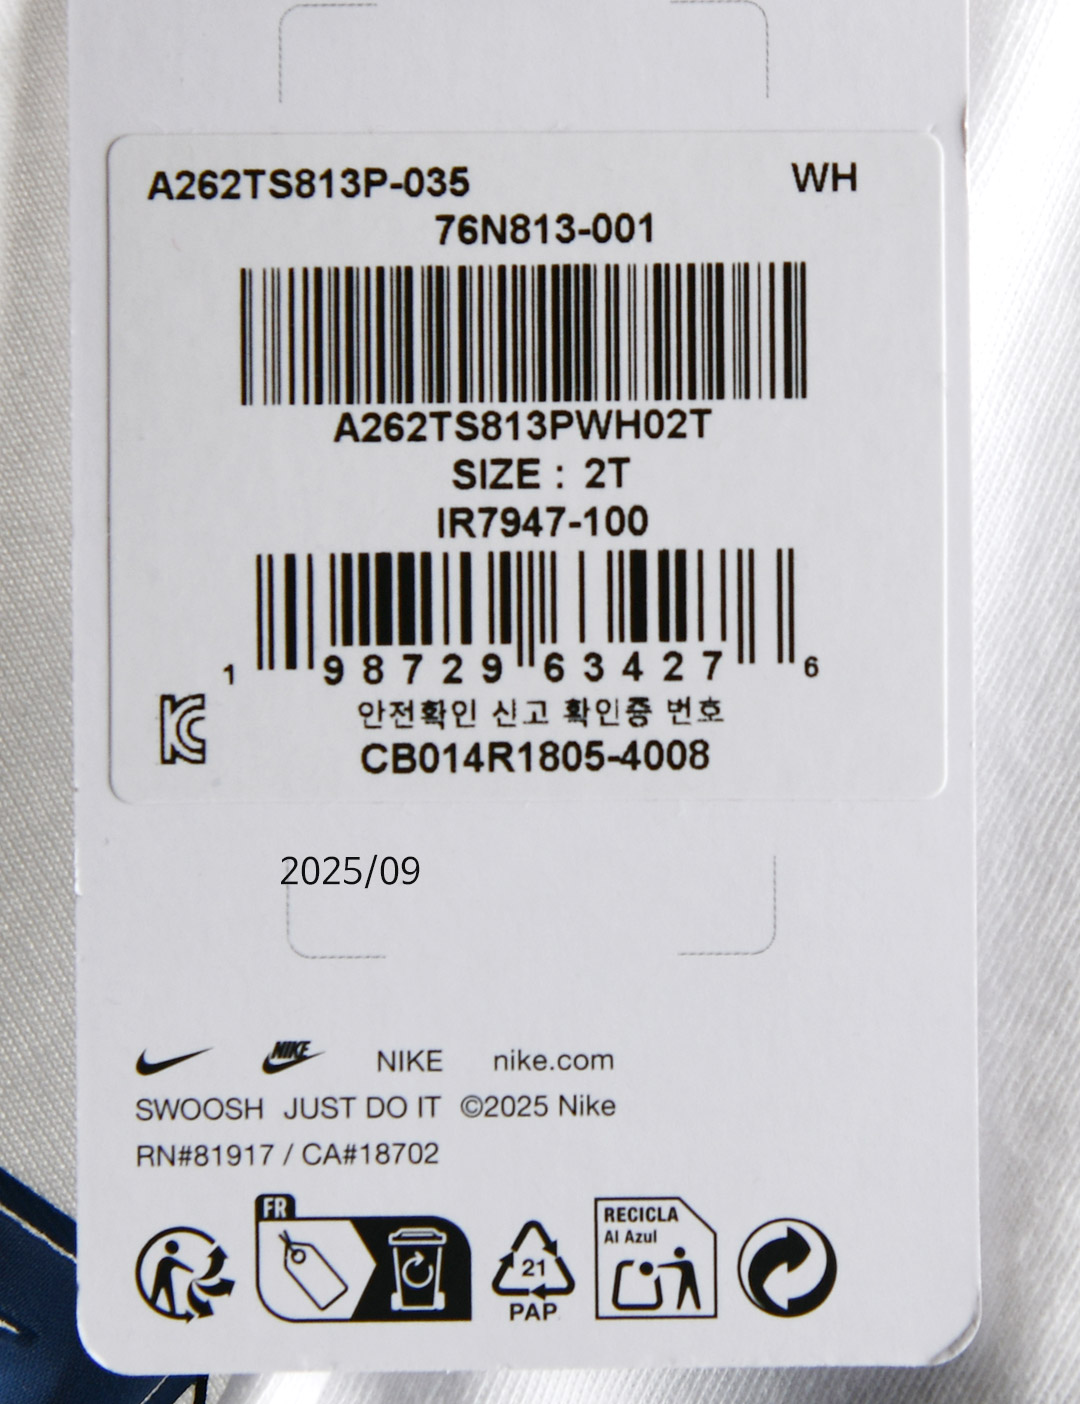 A262TS813P-035 WH
76N813-001
A262TS813PWH02T
SIZE : 2T
IR7947-100
1 98729 63427 6
안전확인 신고 확인증 번호
CB014R1805-4008
2025/09
NIKE NIKE nike.com
SWOOSH JUST DO IT ©2025 Nike
RN#81917 / CA#18702
FR
RECICLA
Al Azul
21
PAP